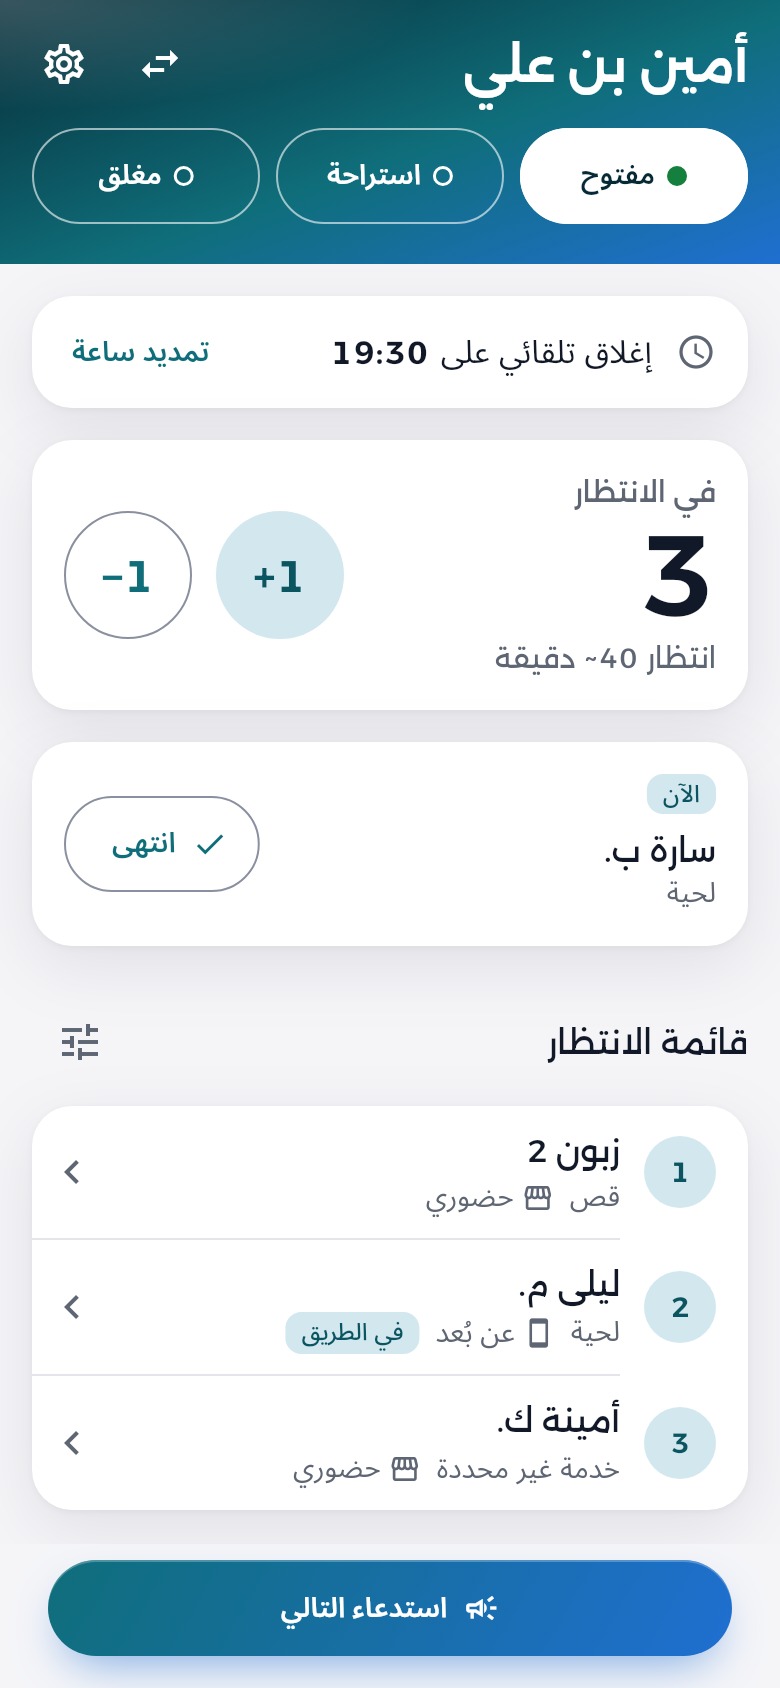 أمين بن علي
مفتوح
استراحة
مغلق
إغلاق تلقائي على 19:30
تمديد ساعة
في الانتظار
3
انتظار ~40 دقيقة
+1
−1
الآن
سارة ب.
لحية
انتهى
قائمة الانتظار
1
زبون 2
قص حضوري
2
ليلى م.
لحية عن بُعد في الطريق
3
أمينة ك.
خدمة غير محددة حضوري
استدعاء التالي